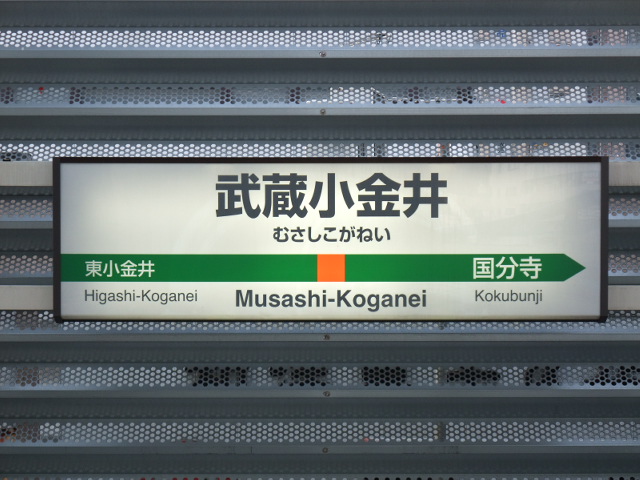 武蔵小金井
むさしこがねい
東小金井 国分寺
Higashi-Koganei Musashi-Koganei Kokubunji